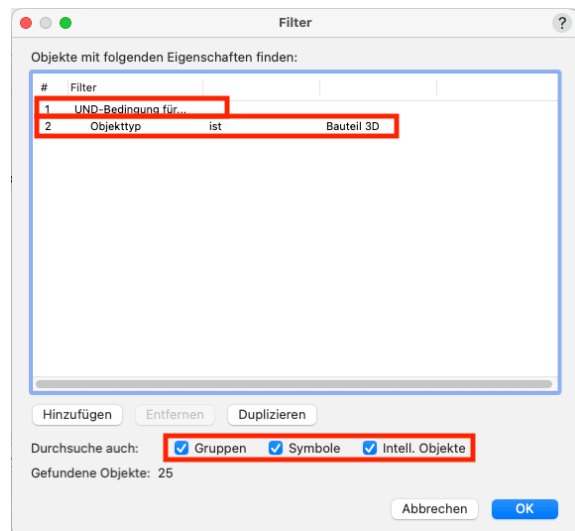 Filter
?
Objekte mit folgenden Eigenschaften finden:
# Filter
1 UND-Bedingung für...
2 Objekttyp ist Bauteil 3D
Hinzufügen Entfernen Duplizieren
Durchsuche auch: Gruppen Symbole Intell. Objekte
Gefundene Objekte: 25
Abbrechen OK